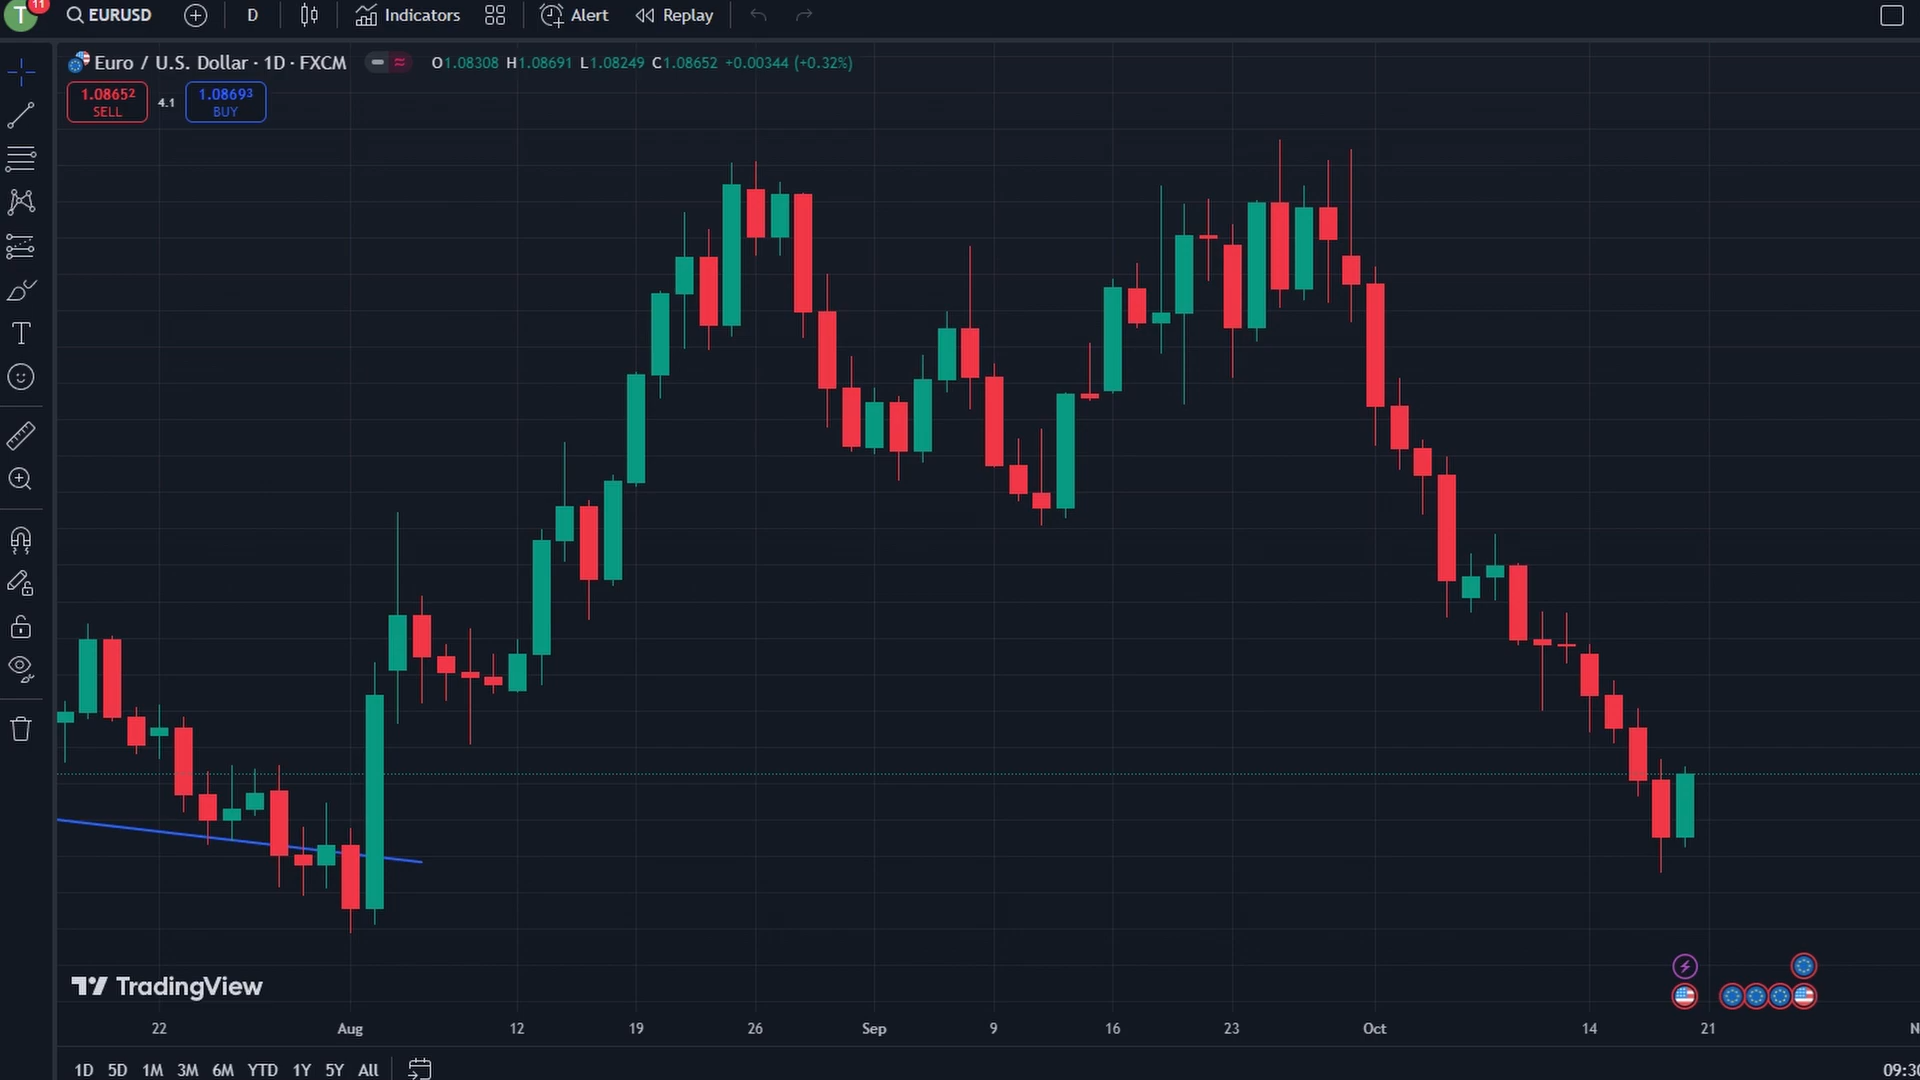 T 11 EURUSD D Indicators Alert Replay
Euro / U.S. Dollar · 1D · FXCM O1.08308 H1.08691 L1.08249 C1.08652 +0.00344 (+0.32%)
1.08652 4.1 1.08693
SELL BUY
TradingView
22 Aug 12 19 26 Sep 9 16 23 Oct 14 21
1D 5D 1M 3M 6M YTD 1Y 5Y All